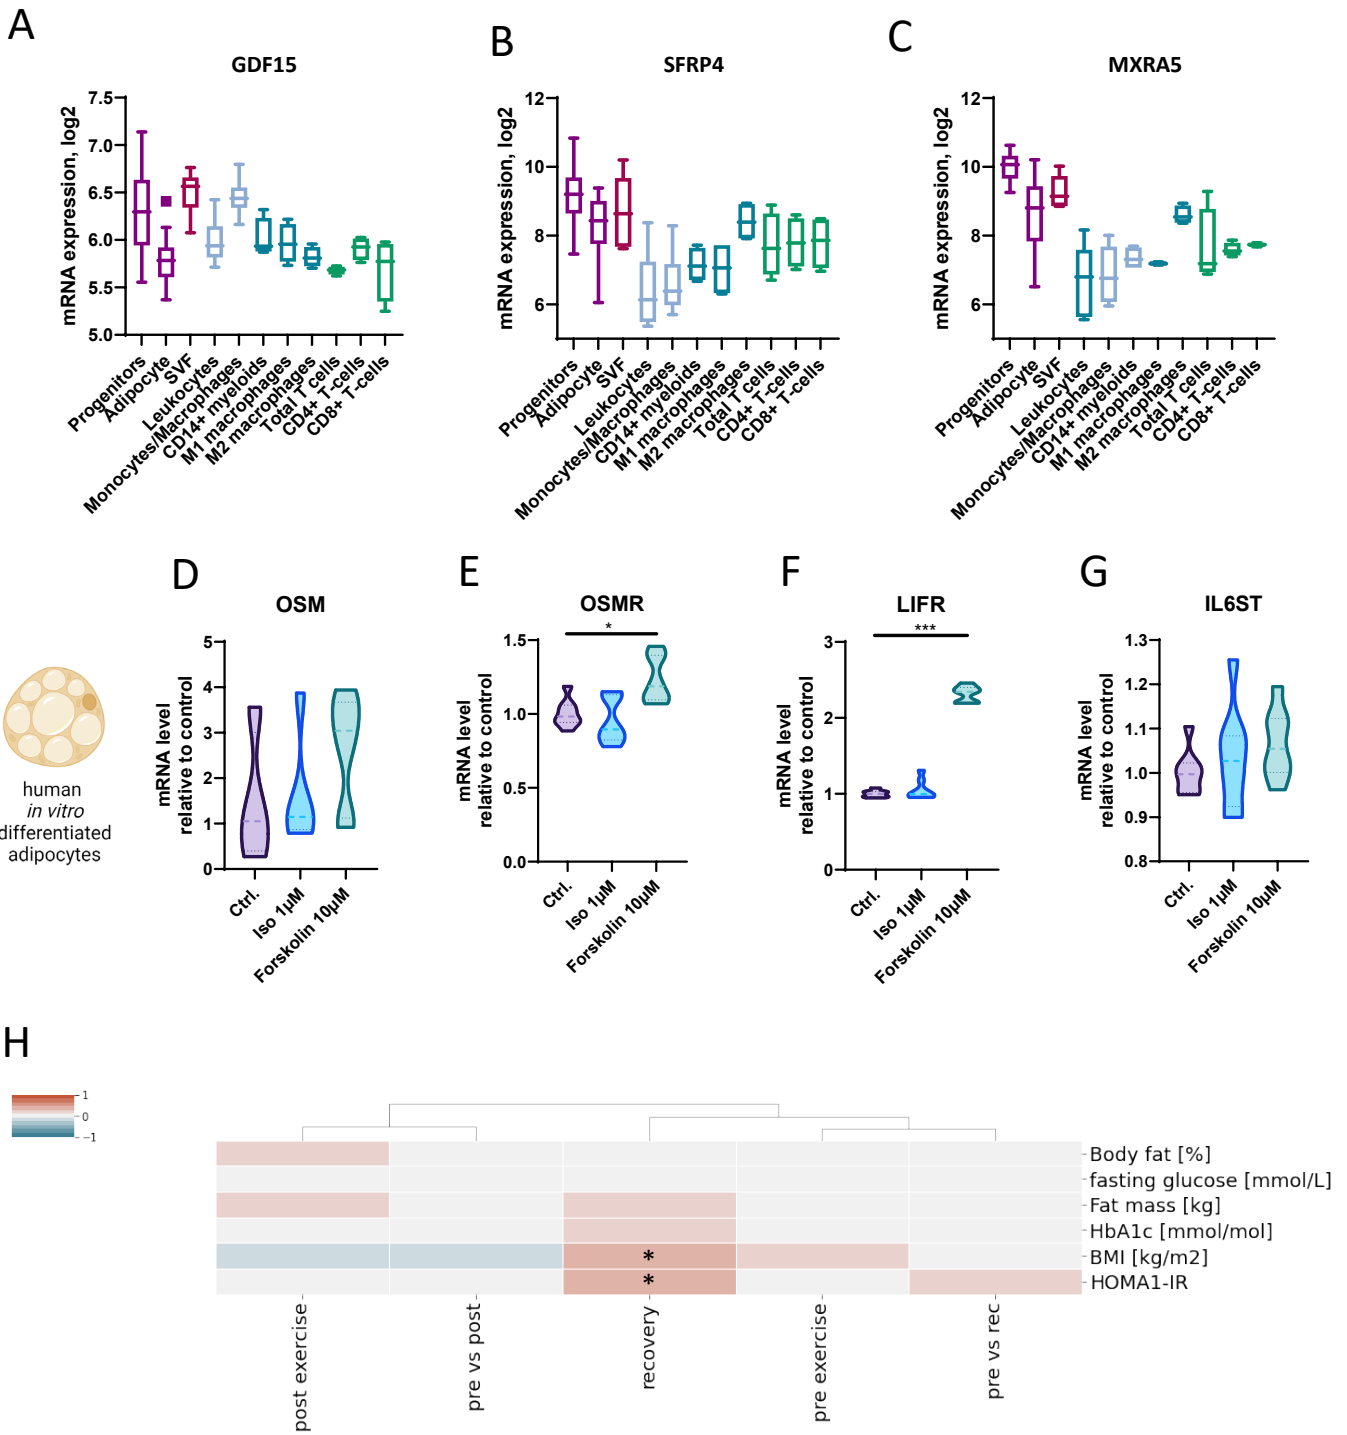 A
B
C
GDF15
SFRP4
MXRA5
mRNA expression, log2
7.5
7.0
6.5
6.0
5.5
5.0
Progenitors
Adipocyte
SVF
Leukocytes
Monocytes/Macrophages
CD14+ myeloids
M1 macrophages
M2 macrophages
Total T cells
CD4+ T-cells
CD8+ T-cells
mRNA expression, log2
12
10
8
6
Progenitors
Adipocyte
SVF
Leukocytes
Monocytes/Macrophages
CD14+ myeloids
M1 macrophages
M2 macrophages
Total T cells
CD4+ T-cells
CD8+ T-cells
mRNA expression, log2
12
10
8
6
Progenitors
Adipocyte
SVF
Leukocytes
Monocytes/Macrophages
CD14+ myeloids
M1 macrophages
M2 macrophages
Total T cells
CD4+ T-cells
CD8+ T-cells
D
E
F
G
human
in vitro
differentiated
adipocytes
OSM
mRNA level
relative to control
5
4
3
2
1
0
Ctrl.
Iso 1µM
Forskolin 10µM
OSMR
*
mRNA level
relative to control
1.5
1.0
0.5
0.0
Ctrl.
Iso 1µM
Forskolin 10µM
LIFR
***
mRNA level
relative to control
3
2
1
0
Ctrl.
Iso 1µM
Forskolin 10µM
IL6ST
mRNA level
relative to control
1.3
1.2
1.1
1.0
0.9
0.8
Ctrl.
Iso 1µM
Forskolin 10µM
H
1
0
−1
Body fat [%]
fasting glucose [mmol/L]
Fat mass [kg]
HbA1c [mmol/mol]
* BMI [kg/m2]
* HOMA1-IR
post exercise
pre vs post
recovery
pre exercise
pre vs rec